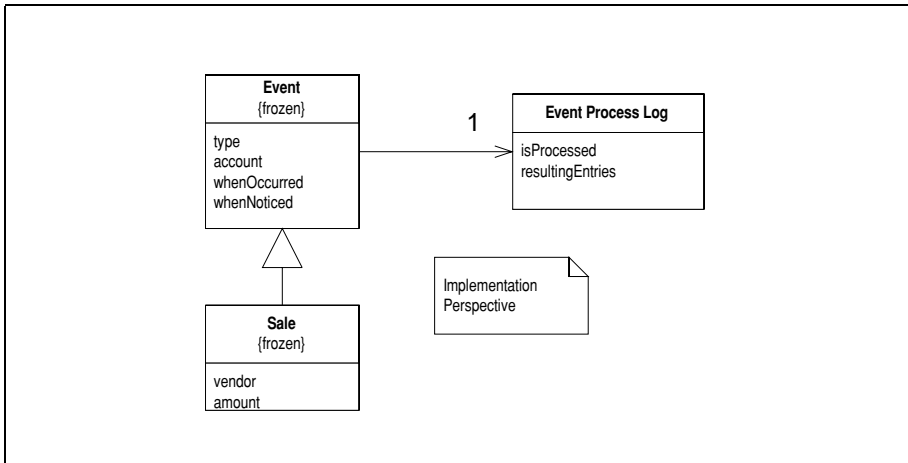 Event
{frozen}
type
account
whenOccurred
whenNoticed
1
Event Process Log
isProcessed
resultingEntries
Implementation
Perspective
Sale
{frozen}
vendor
amount